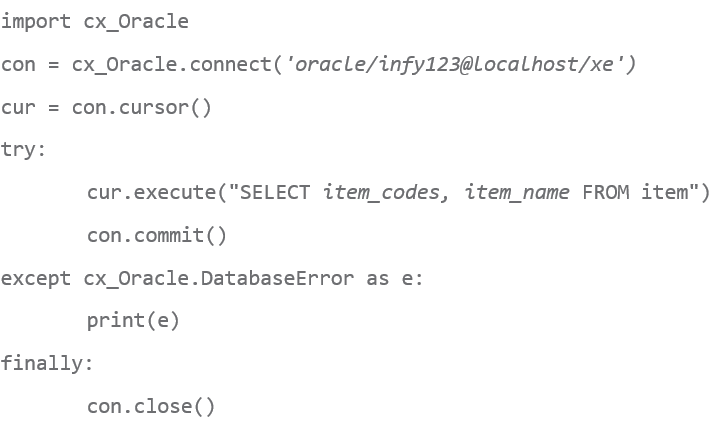 import cx_Oracle
con = cx_Oracle.connect('oracle/infy123@localhost/xe')
cur = con.cursor()
try:
        cur.execute("SELECT item_codes, item_name FROM item")
        con.commit()
except cx_Oracle.DatabaseError as e:
        print(e)
finally:
        con.close()